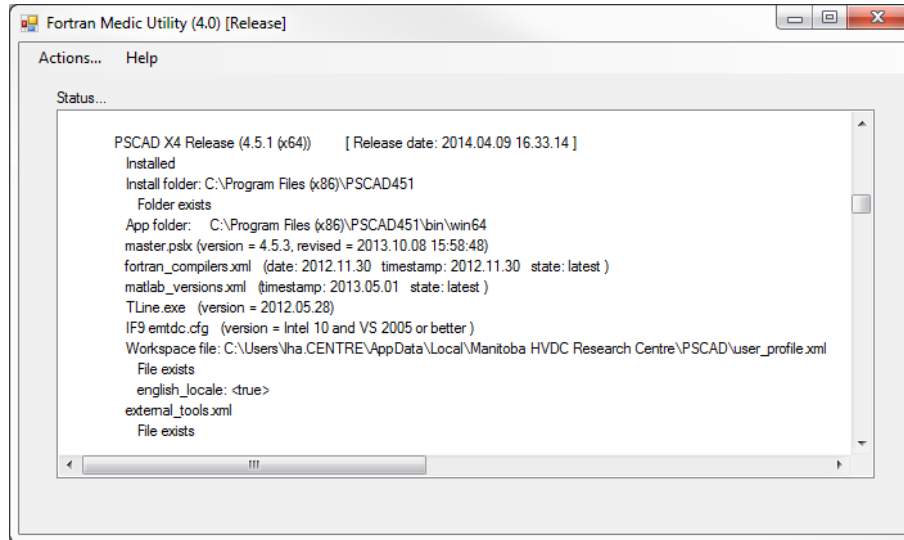 Fortran Medic Utility (4.0) [Release]
Actions... Help
Status...
PSCAD X4 Release (4.5.1 (x64)) [ Release date: 2014.04.09 16.33.14 ]
Installed
Install folder: C:\Program Files (x86)\PSCAD451
Folder exists
App folder: C:\Program Files (x86)\PSCAD451\bin\win64
master.pslx (version = 4.5.3, revised = 2013.10.08 15:58:48)
fortran_compilers.xml (date: 2012.11.30 timestamp: 2012.11.30 state: latest )
matlab_versions.xml (timestamp: 2013.05.01 state: latest )
TLine.exe (version = 2012.05.28)
IF9 emtdc.cfg (version = Intel 10 and VS 2005 or better )
Workspace file: C:\Users\lha.CENTRE\AppData\Local\Manitoba HVDC Research Centre\PSCAD\user_profile.xml
File exists
english_locale: <true>
external_tools.xml
File exists